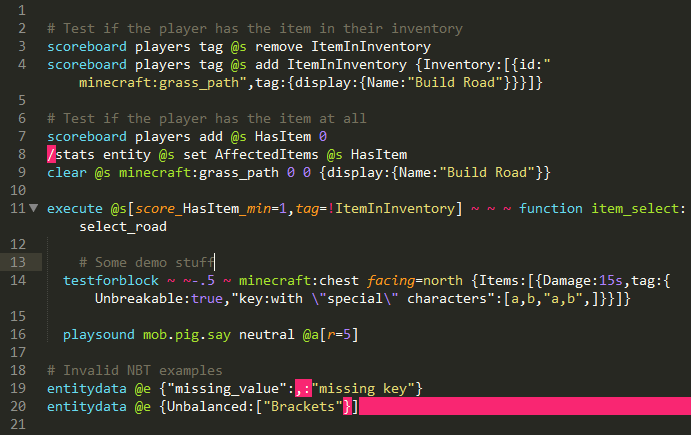 1
2 # Test if the player has the item in their inventory
3 scoreboard players tag @s remove ItemInInventory
4 scoreboard players tag @s add ItemInInventory {Inventory:[{id:"
minecraft:grass_path",tag:{display:{Name:"Build Road"}}}]}
5
6 # Test if the player has the item at all
7 scoreboard players add @s HasItem 0
8 /stats entity @s set AffectedItems @s HasItem
9 clear @s minecraft:grass_path 0 0 {display:{Name:"Build Road"}}
10
11 execute @s[score_HasItem_min=1,tag=!ItemInInventory] ~ ~ ~ function item_select:
select_road
12
13 # Some demo stuff
14 testforblock ~ ~-.5 ~ minecraft:chest facing=north {Items:[{Damage:15s,tag:{
Unbreakable:true,"key:with \"special\" characters":[a,b,"a,b",]}}]}
15
16 playsound mob.pig.say neutral @a[r=5]
17
18 # Invalid NBT examples
19 entitydata @e {"missing_value":,:"missing key"}
20 entitydata @e {Unbalanced:["Brackets"}]
21